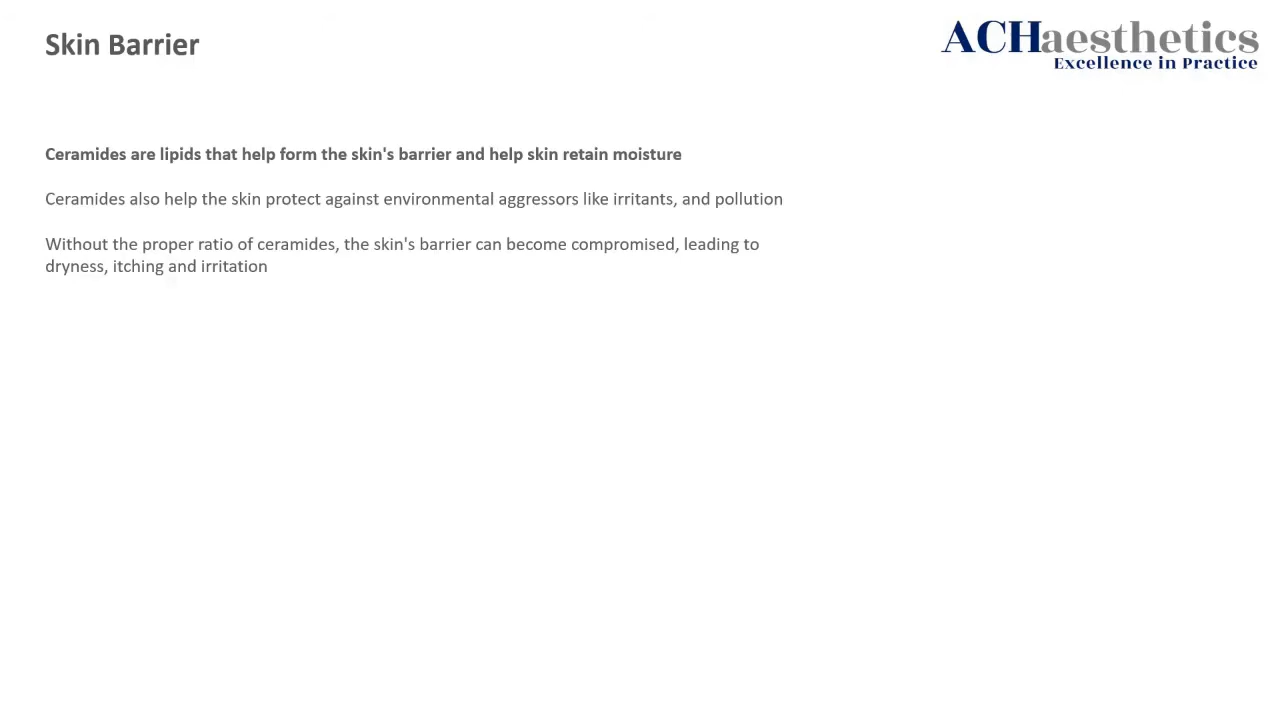 Skin Barrier
ACHaesthetics
Excellence in Practice
Ceramides are lipids that help form the skin's barrier and help skin retain moisture
Ceramides also help the skin protect against environmental aggressors like irritants, and pollution
Without the proper ratio of ceramides, the skin's barrier can become compromised, leading to
dryness, itching and irritation